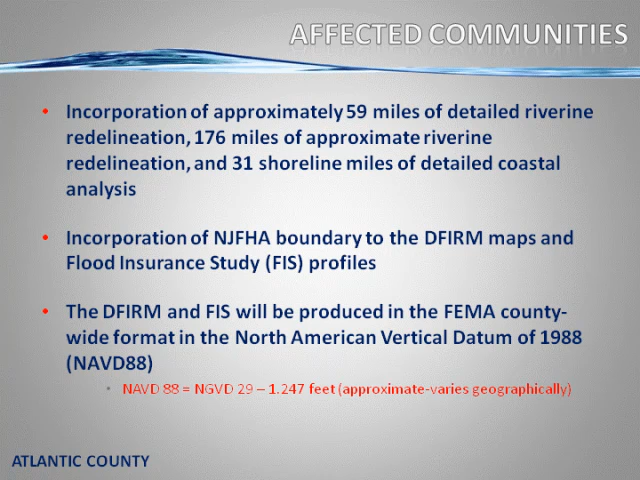 AFFECTED COMMUNITIES
• Incorporation of approximately 59 miles of detailed riverine
redelineation, 176 miles of approximate riverine
redelineation, and 31 shoreline miles of detailed coastal
analysis
• Incorporation of NJFHA boundary to the DFIRM maps and
Flood Insurance Study (FIS) profiles
• The DFIRM and FIS will be produced in the FEMA county-
wide format in the North American Vertical Datum of 1988
(NAVD88)
• NAVD 88 = NGVD 29 – 1.247 feet (approximate-varies geographically)
ATLANTIC COUNTY